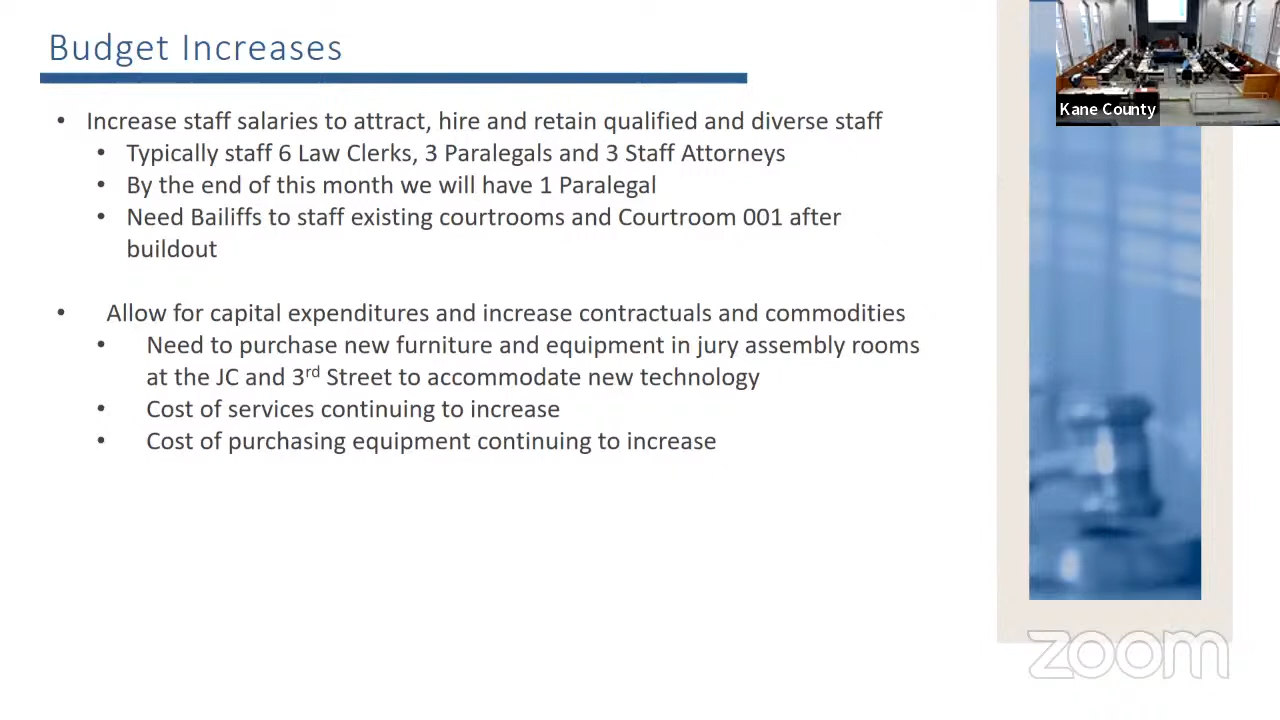 Budget Increases
Kane County
• Increase staff salaries to attract, hire and retain qualified and diverse staff
• Typically staff 6 Law Clerks, 3 Paralegals and 3 Staff Attorneys
• By the end of this month we will have 1 Paralegal
• Need Bailiffs to staff existing courtrooms and Courtroom 001 after
buildout
• Allow for capital expenditures and increase contractuals and commodities
• Need to purchase new furniture and equipment in jury assembly rooms
at the JC and 3rd Street to accommodate new technology
• Cost of services continuing to increase
• Cost of purchasing equipment continuing to increase
zoom